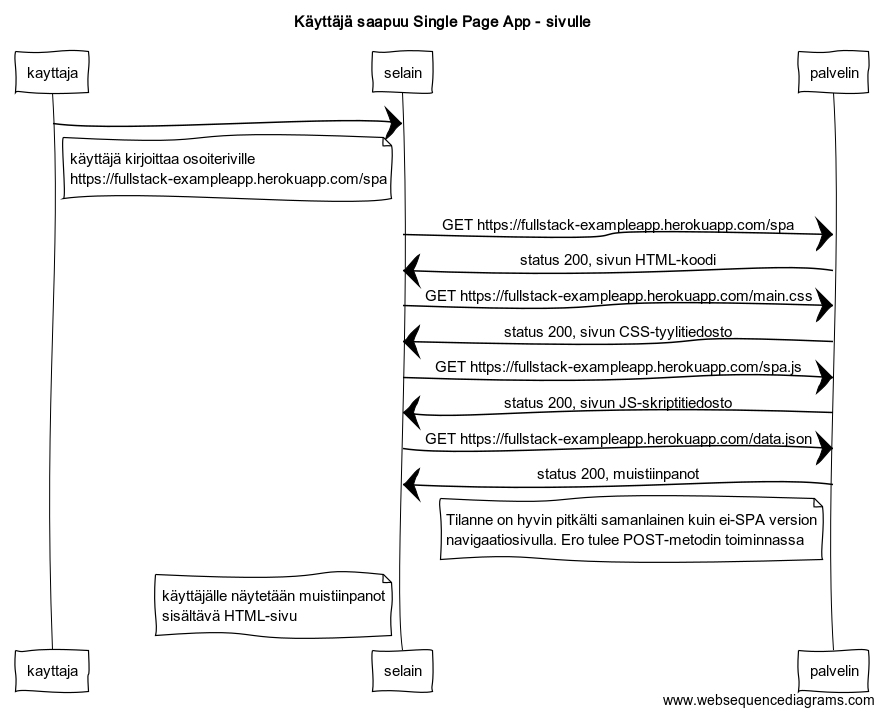 Käyttäjä saapuu Single Page App - sivulle
kayttaja
selain
palvelin
käyttäjä kirjoittaa osoiteriville
https://fullstack-exampleapp.herokuapp.com/spa
GET https://fullstack-exampleapp.herokuapp.com/spa
status 200, sivun HTML-koodi
GET https://fullstack-exampleapp.herokuapp.com/main.css
status 200, sivun CSS-tyylitiedosto
GET https://fullstack-exampleapp.herokuapp.com/spa.js
status 200, sivun JS-skriptitiedosto
GET https://fullstack-exampleapp.herokuapp.com/data.json
status 200, muistiinpanot
Tilanne on hyvin pitkälti samanlainen kuin ei-SPA version
navigaatiosivulla. Ero tulee POST-metodin toiminnassa
käyttäjälle näytetään muistiinpanot
sisältävä HTML-sivu
kayttaja
selain
palvelin
www.websequencediagrams.com